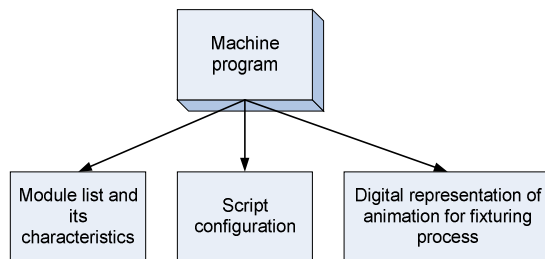 Machine
program
Module list and
its
characteristics
Script
configuration
Digital representation of
animation for fixturing
process